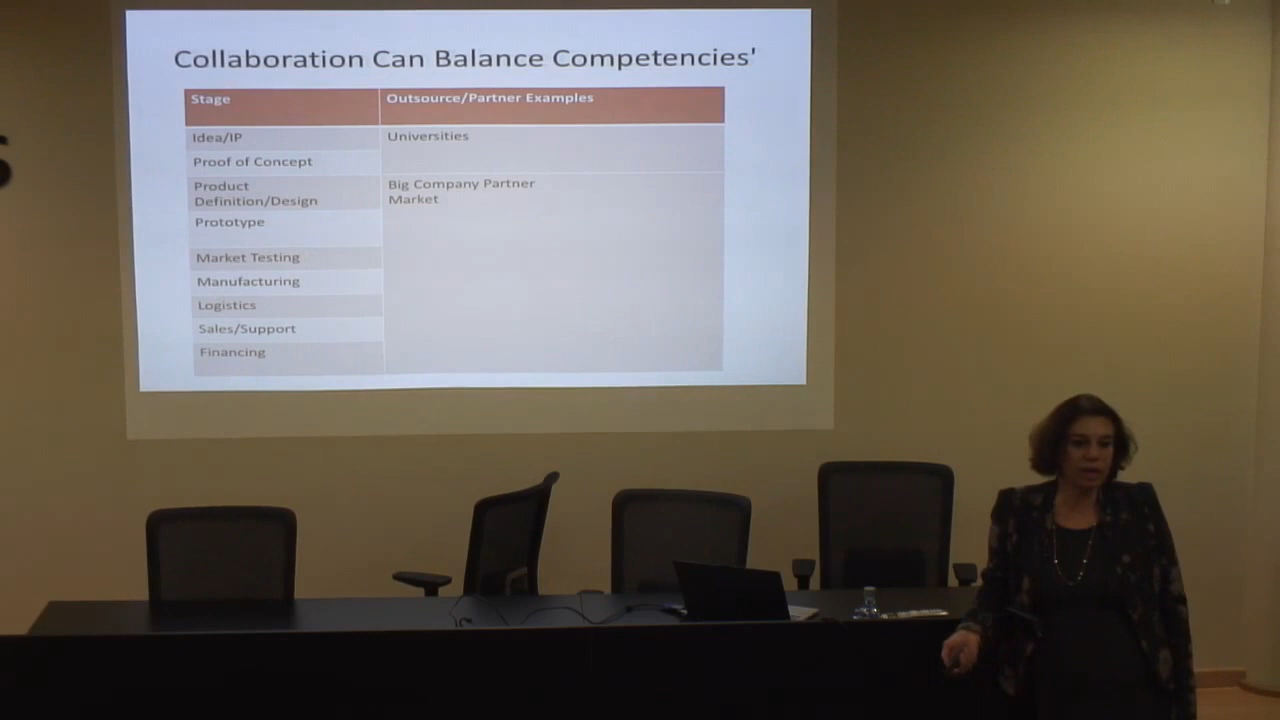 Collaboration Can Balance Competencies'
Stage Outsource/Partner Examples
Idea/IP Universities
Proof of Concept
Product Big Company Partner
Definition/Design Market
Prototype
Market Testing
Manufacturing
Logistics
Sales/Support
Financing